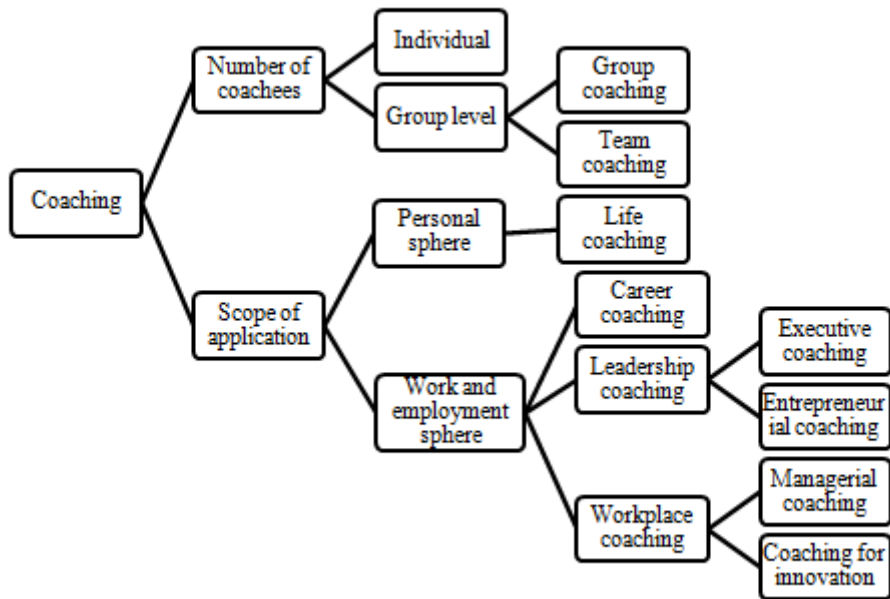 Coaching
Number of
coachees
Individual
Group level
Group
coaching
Team
coaching
Scope of
application
Personal
sphere
Life
coaching
Work and
employment
sphere
Career
coaching
Leadership
coaching
Executive
coaching
Entrepreneur
ial coaching
Workplace
coaching
Managerial
coaching
Coaching for
innovation